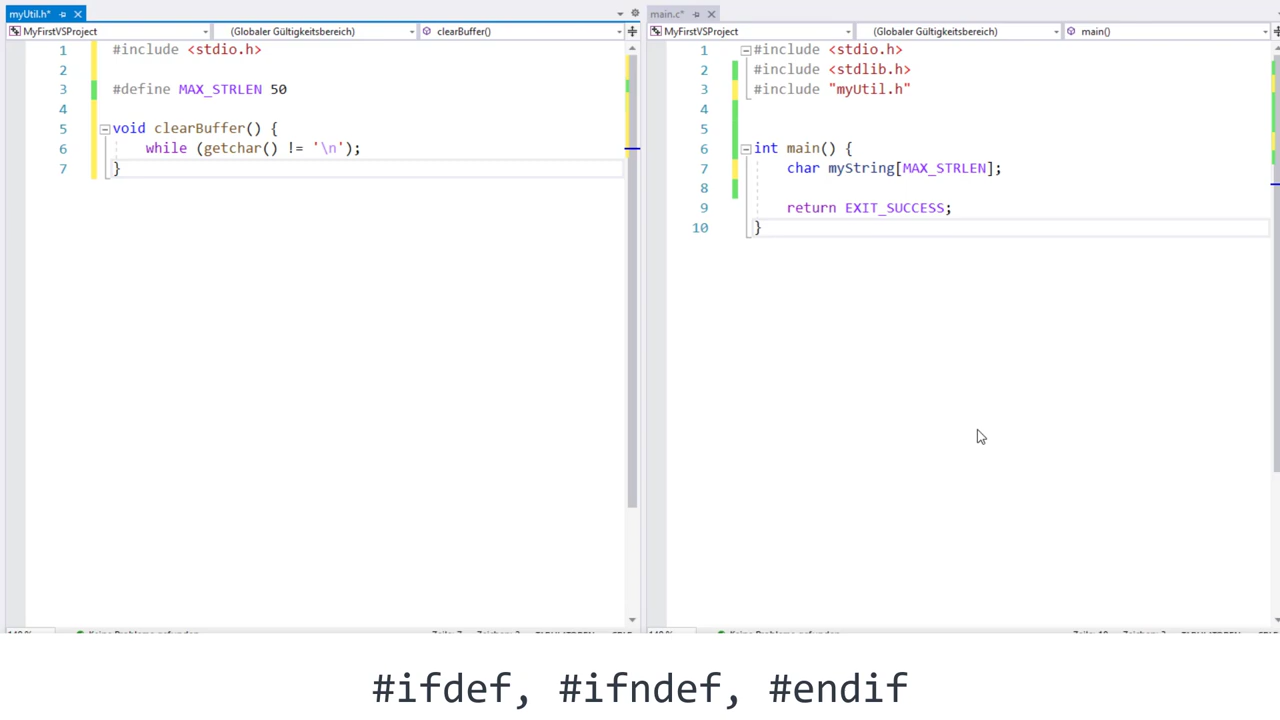 myUtil.h*
MyFirstVSProject
(Globaler Gültigkeitsbereich)
clearBuffer()
1 #include <stdio.h>
2
3 #define MAX_STRLEN 50
4
5 void clearBuffer() {
6 while (getchar() != '\n');
7 }
main.c*
MyFirstVSProject
(Globaler Gültigkeitsbereich)
main()
1 #include <stdio.h>
2 #include <stdlib.h>
3 #include "myUtil.h"
4
5
6 int main() {
7 char myString[MAX_STRLEN];
8
9 return EXIT_SUCCESS;
10 }
#ifdef, #ifndef, #endif